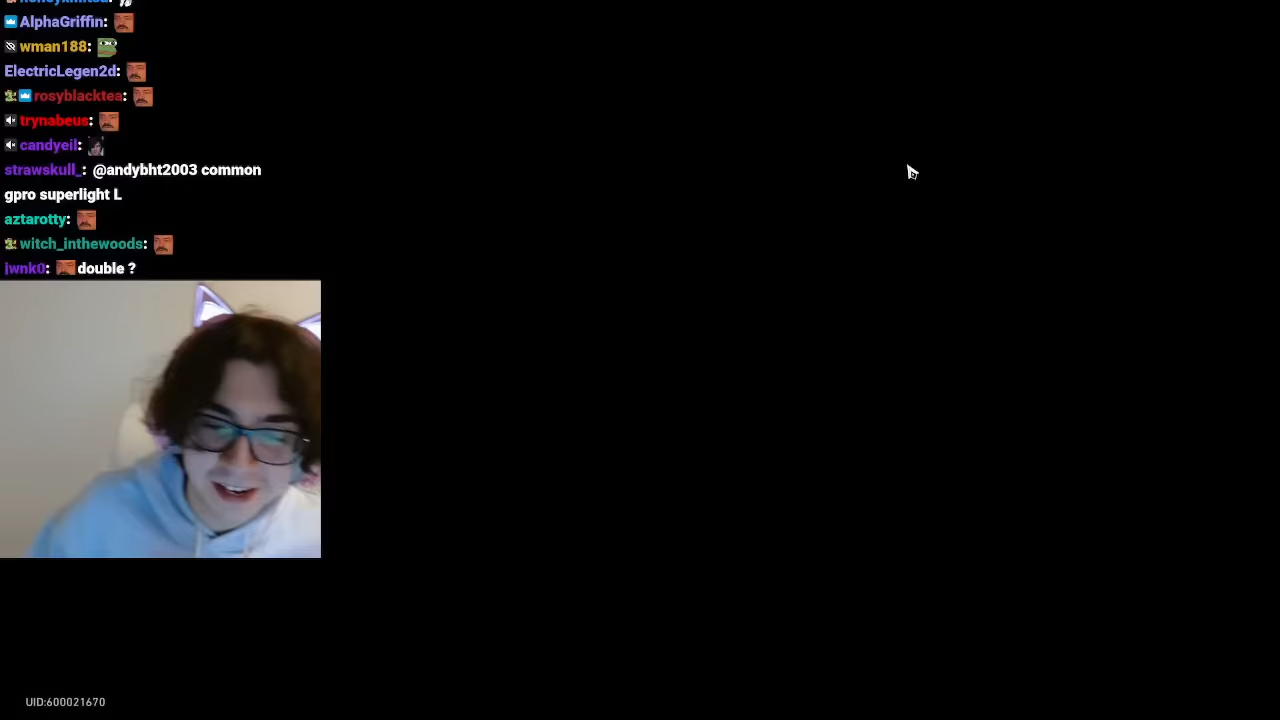 AlphaGriffin:
wman188:
ElectricLegen2d:
rosyblacktea:
trynabeus:
candyeil:
strawskull_: @andybht2003 common
gpro superlight L
aztarotty:
witch_inthewoods:
jwnk0: double ?
UID:600021670